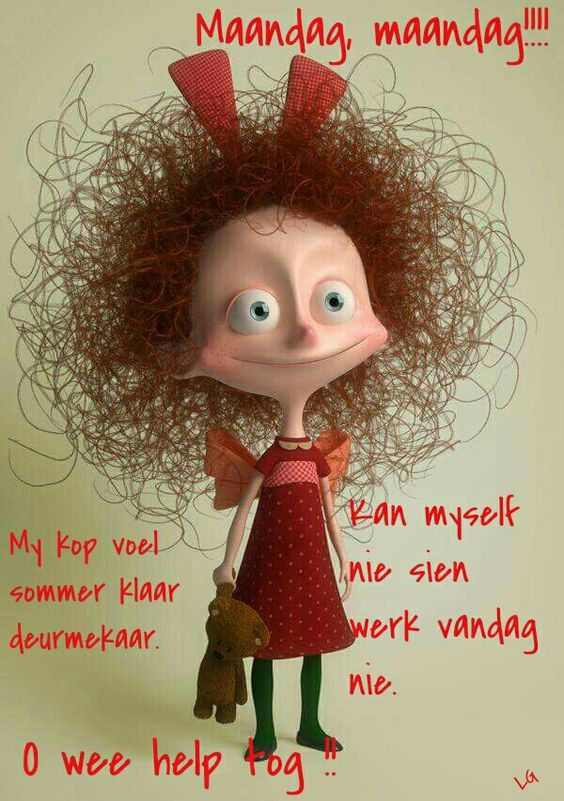 Maandag, maandag!!!!
My kop voel
sommer klaar
deurmekaar.
Kan myself
nie sien
werk vandag
nie.
O wee help tog !!
LG